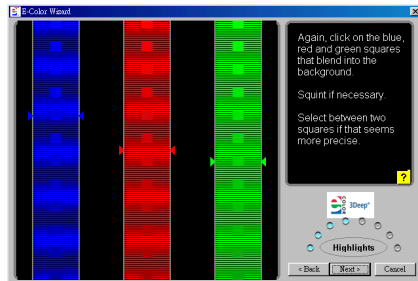 E-Color Wizard
Again, click on the blue,
red and green squares
that blend into the
background.
Squint if necessary.
Select between two
squares if that seems
more precise.
?
3Deep®
Highlights
< Back
Next >
Cancel